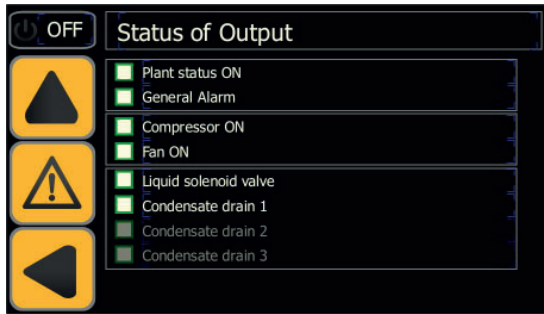 OFF
Status of Output
Plant status ON
General Alarm
Compressor ON
Fan ON
Liquid solenoid valve
Condensate drain 1
Condensate drain 2
Condensate drain 3